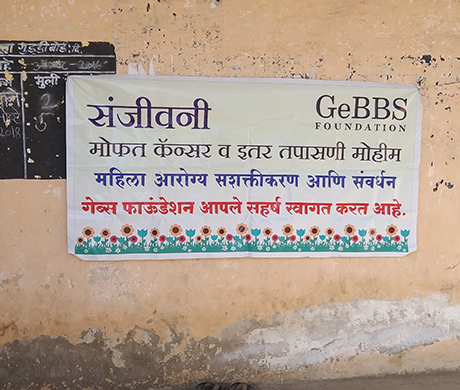 संजीवनी
GeBBS
FOUNDATION
मोफत कॅन्सर व इतर तपासणी मोहीम
महिला आरोग्य सशक्तीकरण आणि संवर्धन
गेब्स फाऊंडेशन आपले सहर्ष स्वागत करत आहे.
मुली
2018